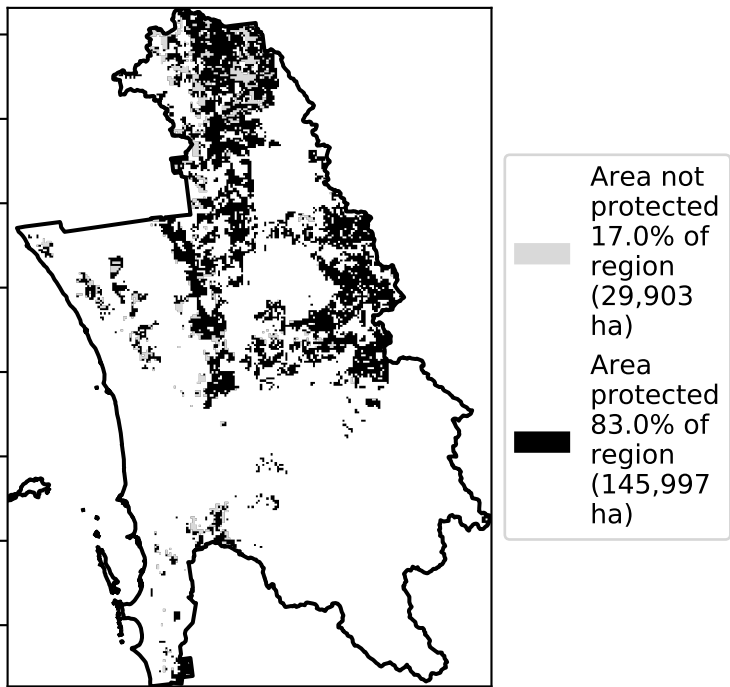 Area not
protected
17.0% of
region
(29,903
ha)
Area
protected
83.0% of
region
(145,997
ha)